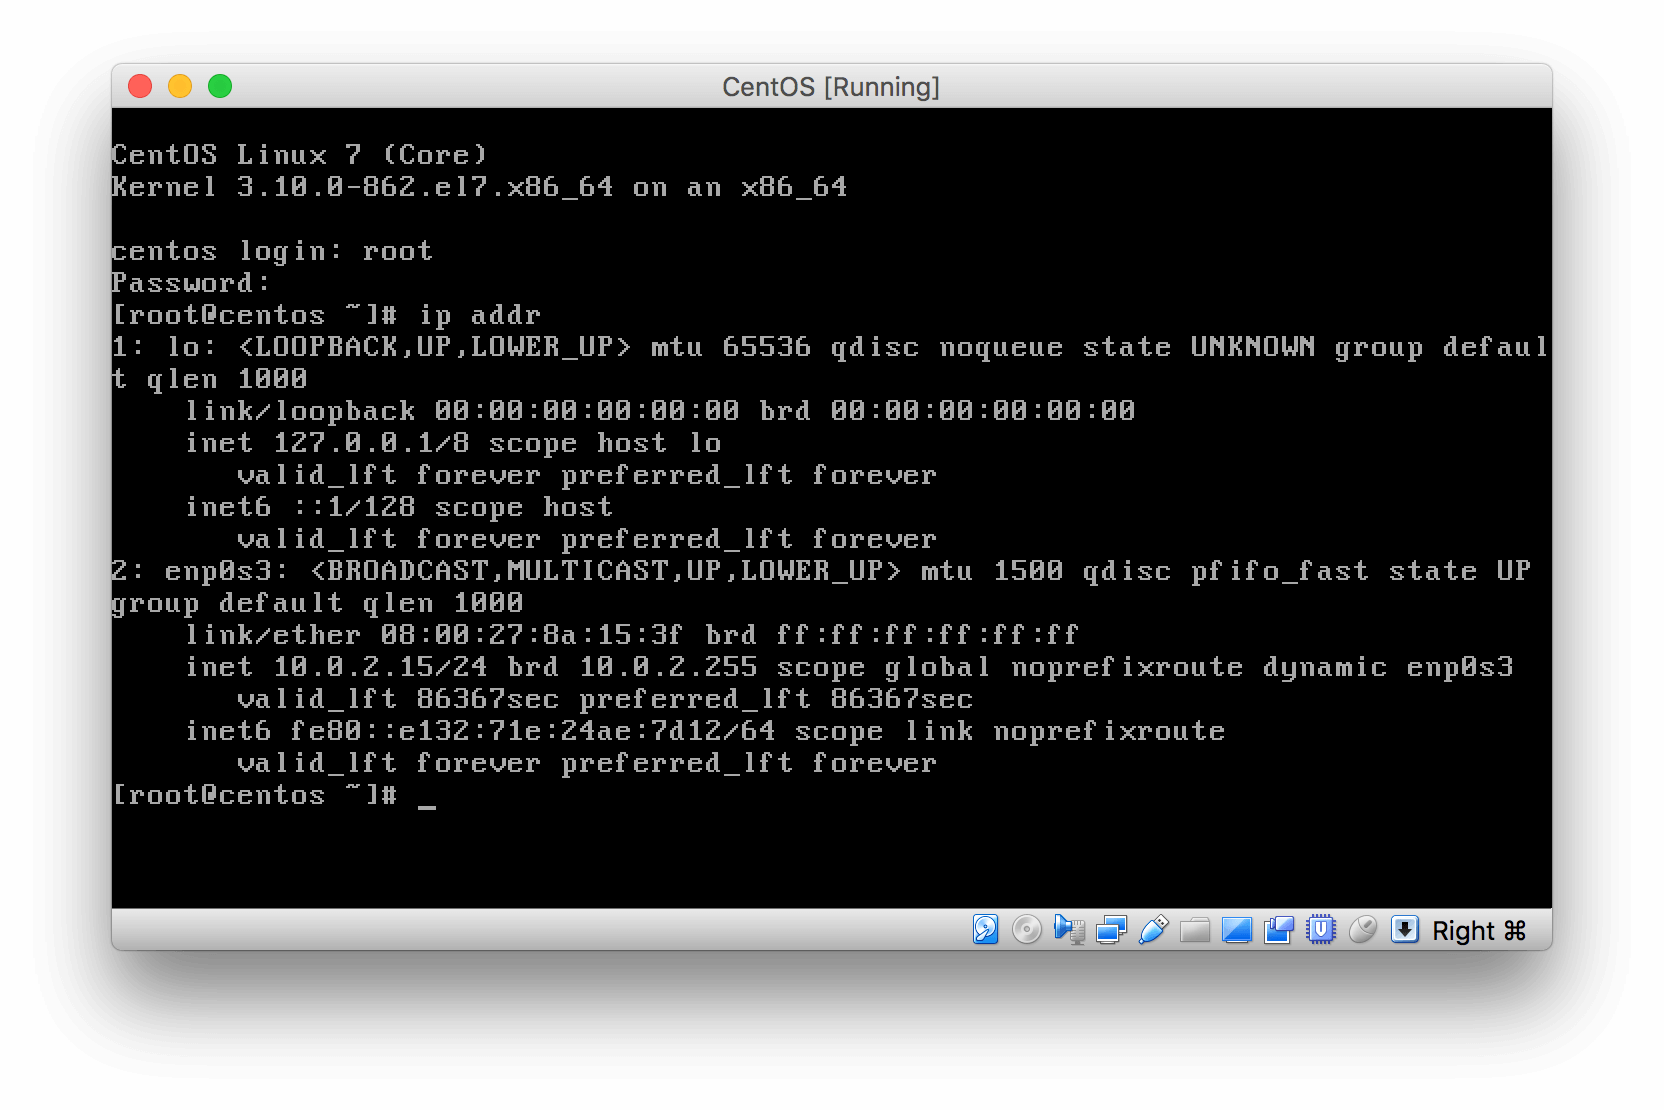 CentOS [Running]
CentOS Linux 7 (Core)
Kernel 3.10.0-862.el7.x86_64 on an x86_64
centos login: root
Password:
[root@centos ~]# ip addr
1: lo: <LOOPBACK,UP,LOWER_UP> mtu 65536 qdisc noqueue state UNKNOWN group defaul
t qlen 1000
    link/loopback 00:00:00:00:00:00 brd 00:00:00:00:00:00
    inet 127.0.0.1/8 scope host lo
       valid_lft forever preferred_lft forever
    inet6 ::1/128 scope host
       valid_lft forever preferred_lft forever
2: enp0s3: <BROADCAST,MULTICAST,UP,LOWER_UP> mtu 1500 qdisc pfifo_fast state UP
group default qlen 1000
    link/ether 08:00:27:8a:15:3f brd ff:ff:ff:ff:ff:ff
    inet 10.0.2.15/24 brd 10.0.2.255 scope global noprefixroute dynamic enp0s3
       valid_lft 86367sec preferred_lft 86367sec
    inet6 fe80::e132:71e:24ae:7d12/64 scope link noprefixroute
       valid_lft forever preferred_lft forever
[root@centos ~]# _
Right ⌘